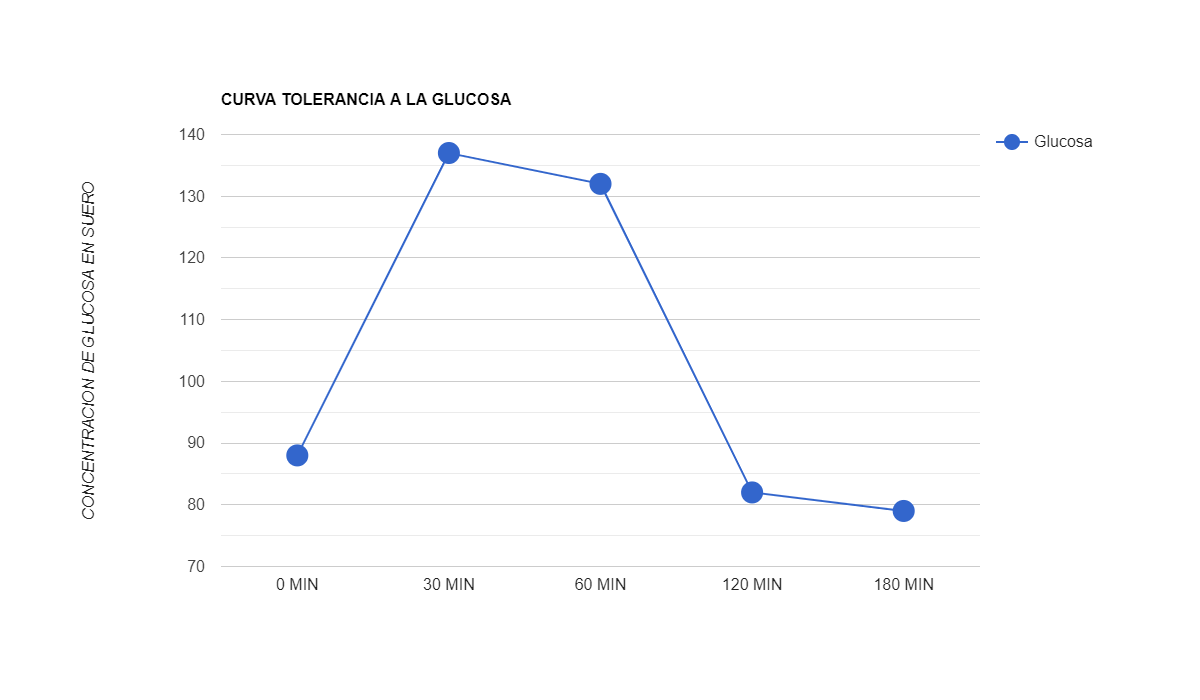 CURVA TOLERANCIA A LA GLUCOSA
Glucosa
CONCENTRACION DE GLUCOSA EN SUERO
140
130
120
110
100
90
80
70
0 MIN
30 MIN
60 MIN
120 MIN
180 MIN